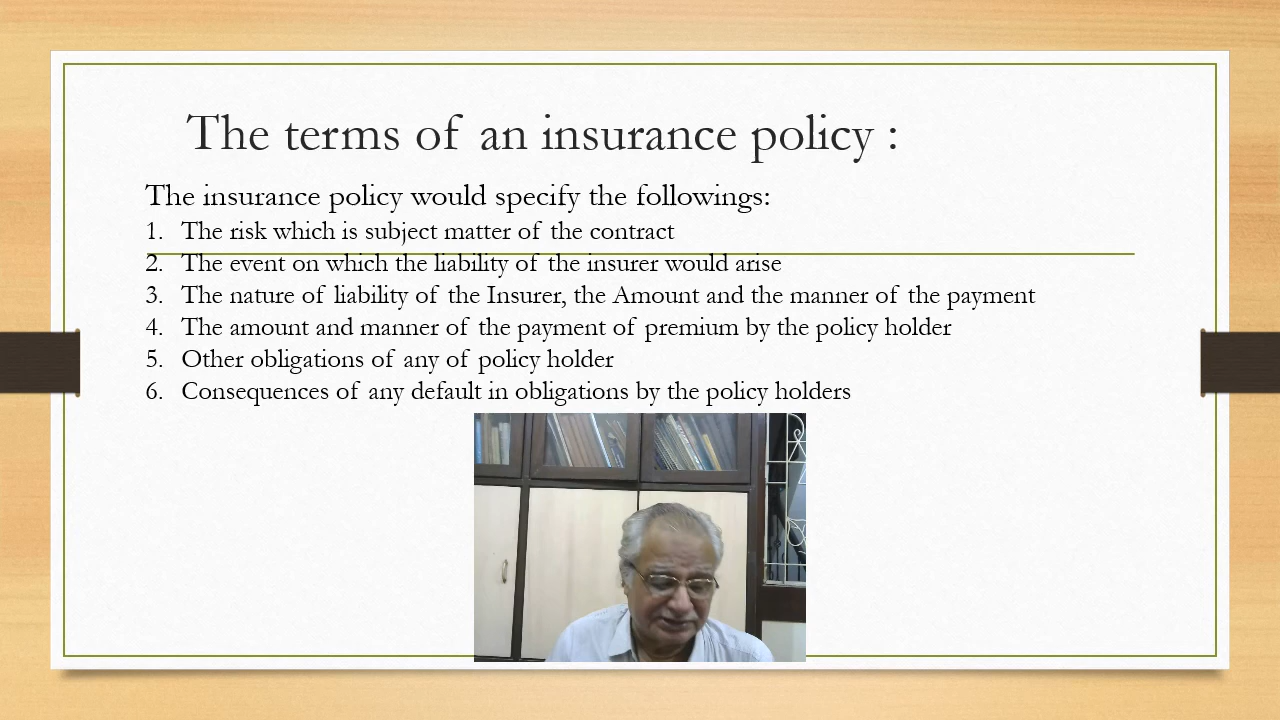 The terms of an insurance policy :
The insurance policy would specify the followings:
1. The risk which is subject matter of the contract
2. The event on which the liability of the insurer would arise
3. The nature of liability of the Insurer, the Amount and the manner of the payment
4. The amount and manner of the payment of premium by the policy holder
5. Other obligations of any of policy holder
6. Consequences of any default in obligations by the policy holders